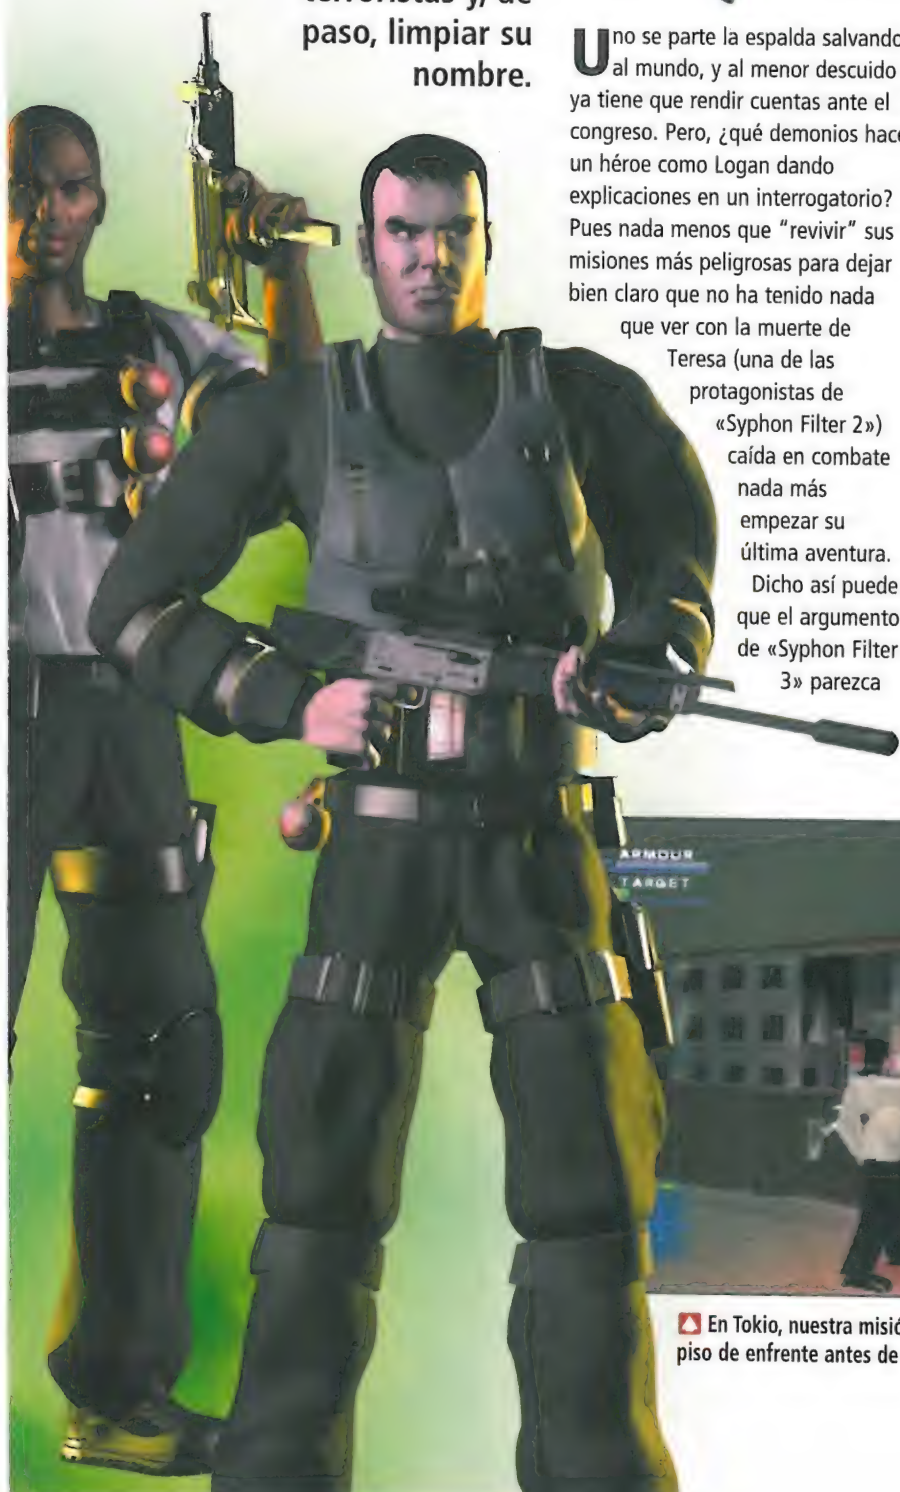 terroristas y, de
paso, limpiar su
nombre.
Uno se parte la espalda salvando
al mundo, y al menor descuido
ya tiene que rendir cuentas ante el
congreso. Pero, ¿qué demonios hace
un héroe como Logan dando
explicaciones en un interrogatorio?
Pues nada menos que "revivir" sus
misiones más peligrosas para dejar
bien claro que no ha tenido nada
que ver con la muerte de
Teresa (una de las
protagonistas de
«Syphon Filter 2»)
caída en combate
nada más
empezar su
última aventura.
Dicho así puede
que el argumento
de «Syphon Filter
3» parezca
ARMOUR
TARGET
En Tokio, nuestra misió
piso de enfrente antes de